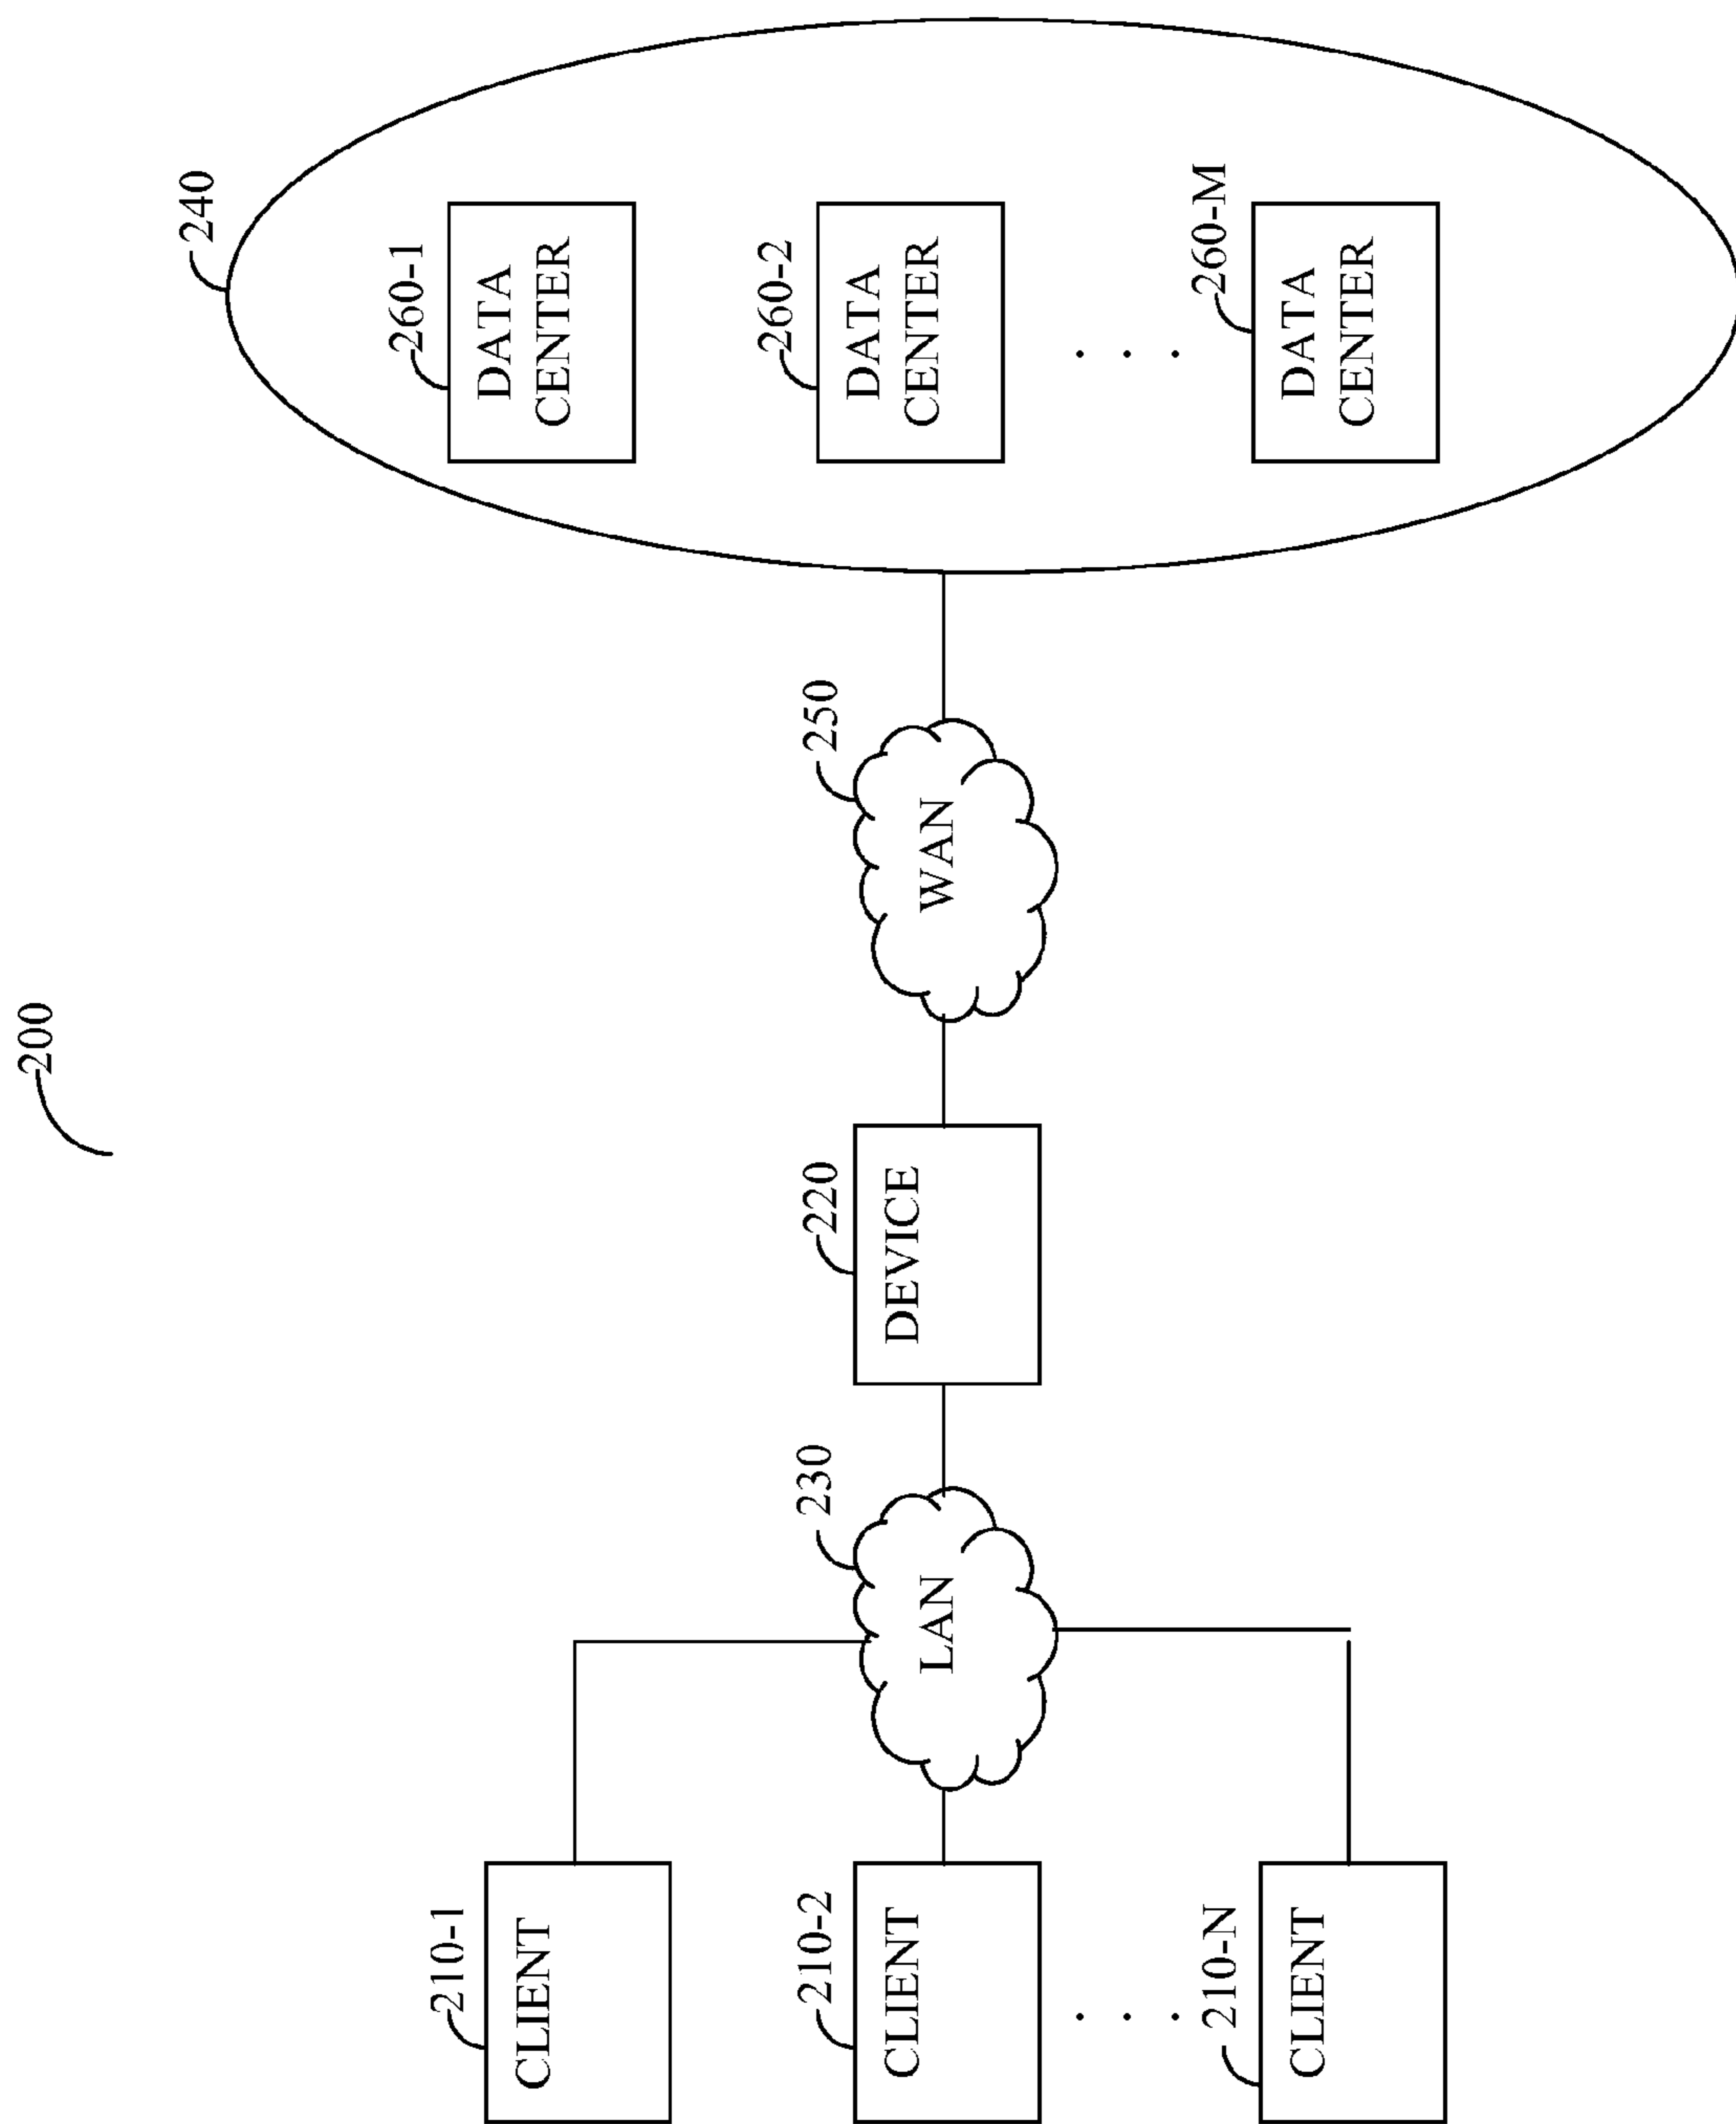 200
240
210-1
CLIENT
210-2
CLIENT
. . .
210-N
CLIENT
230
LAN
220
DEVICE
250
WAN
260-1
DATA
CENTER
260-2
DATA
CENTER
. . .
260-M
DATA
CENTER